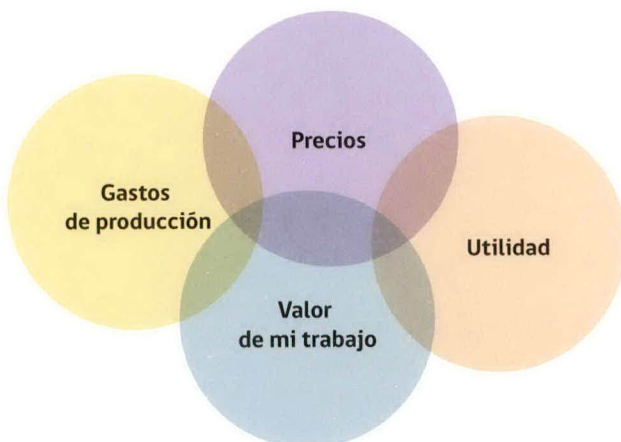 Precios
Gastos
de producción
Utilidad
Valor
de mi trabajo